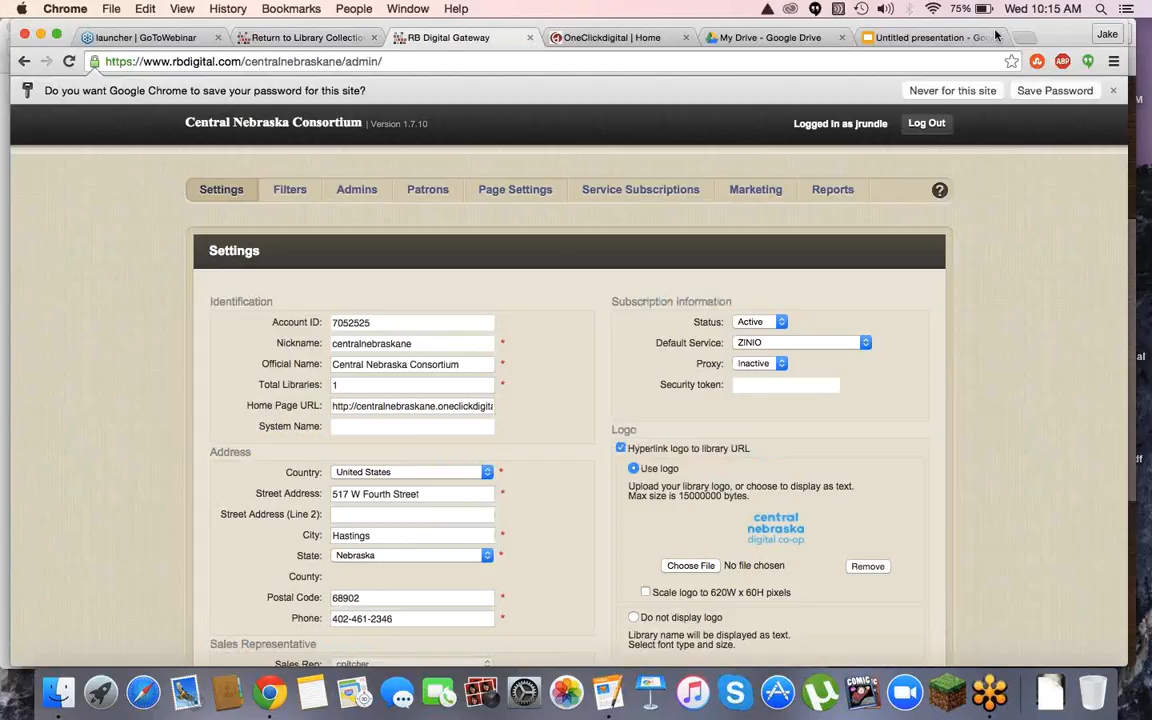 Chrome File Edit View History Bookmarks People Window Help 75% Wed 10:15 AM
launcher | GoToWebinar Return to Library Collectio RB Digital Gateway OneClickdigital | Home My Drive - Google Drive Untitled presentation - Goo Jake
https://www.rbdigital.com/centralnebraskane/admin/ ABP
Do you want Google Chrome to save your password for this site? Never for this site Save Password
Central Nebraska Consortium | Version 1.7.10 Logged in as jrundle Log Out
Settings Filters Admins Patrons Page Settings Service Subscriptions Marketing Reports ?
Settings
Identification
Account ID: 7052525
Nickname: centralnebraskane *
Official Name: Central Nebraska Consortium *
Total Libraries: 1 *
Home Page URL: http://centralnebraskane.oneclickdigita
System Name:
Address
Country: United States *
Street Address: 517 W Fourth Street *
Street Address (Line 2):
City: Hastings *
State: Nebraska *
County:
Postal Code: 68902 *
Phone: 402-461-2346 *
Sales Representative
Sales Rep: cpitcher
Subscription Information
Status: Active
Default Service: ZINIO
Proxy: Inactive
Security token:
Logo
Hyperlink logo to library URL
Use logo
Upload your library logo, or choose to display as text.
Max size is 15000000 bytes.
central
nebraska
digital co-op
Choose File No file chosen Remove
Scale logo to 620W x 60H pixels
Do not display logo
Library name will be displayed as text.
Select font type and size.